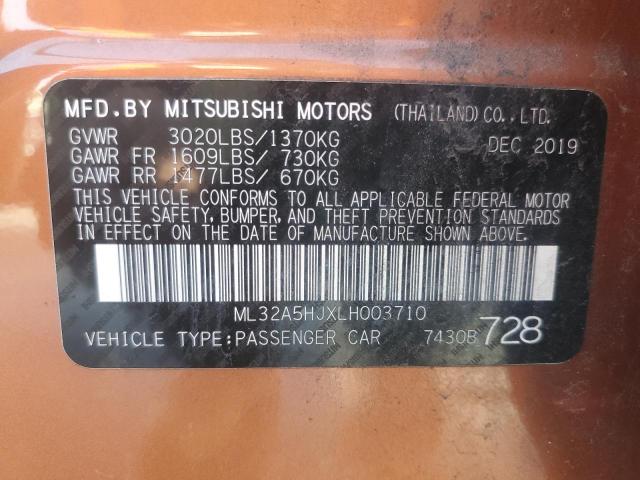 MFD.BY MITSUBISHI MOTORS (THAILAND) CO.,LTD.
GVWR 3020LBS/1370KG DEC 2019
GAWR FR 1609LBS/ 730KG
GAWR RR 1477LBS/ 670KG
THIS VEHICLE CONFORMS TO ALL APPLICABLE FEDERAL MOTOR
VEHICLE SAFETY, BUMPER, AND THEFT PREVENTION STANDARDS
IN EFFECT ON THE DATE OF MANUFACTURE SHOWN ABOVE.
ML32A5HJXLH003710
VEHICLE TYPE:PASSENGER CAR 7430B 728